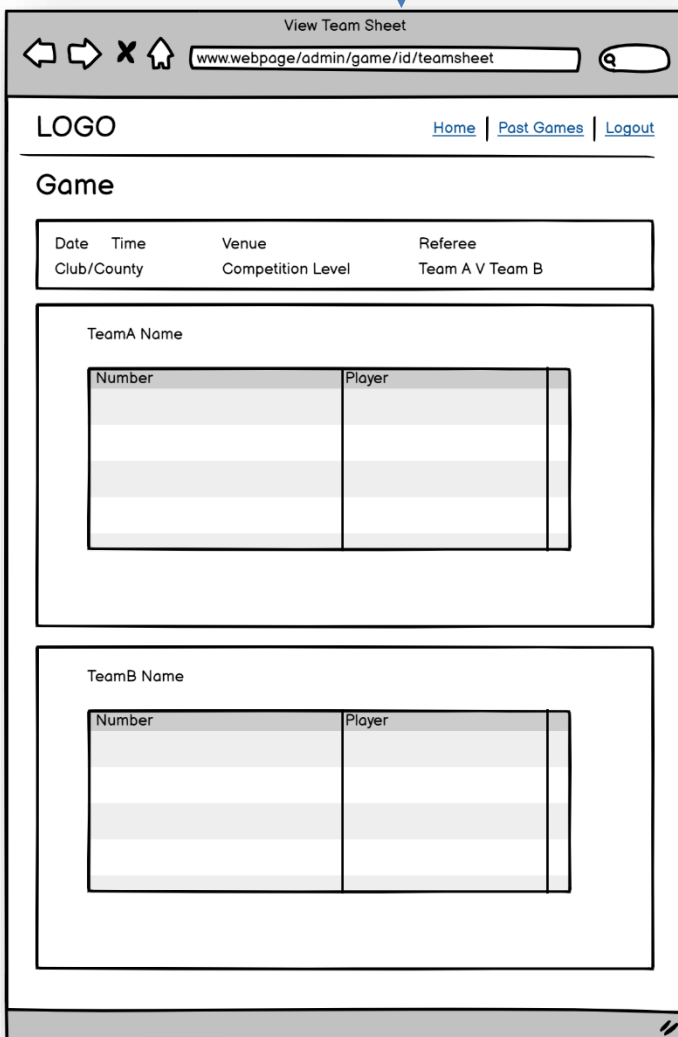 View Team Sheet
www.webpage/admin/game/id/teamsheet
LOGO Home Past Games Logout
Game
Date Time Venue Referee
Club/County Competition Level Team A V Team B
TeamA Name
Number Player
TeamB Name
Number Player